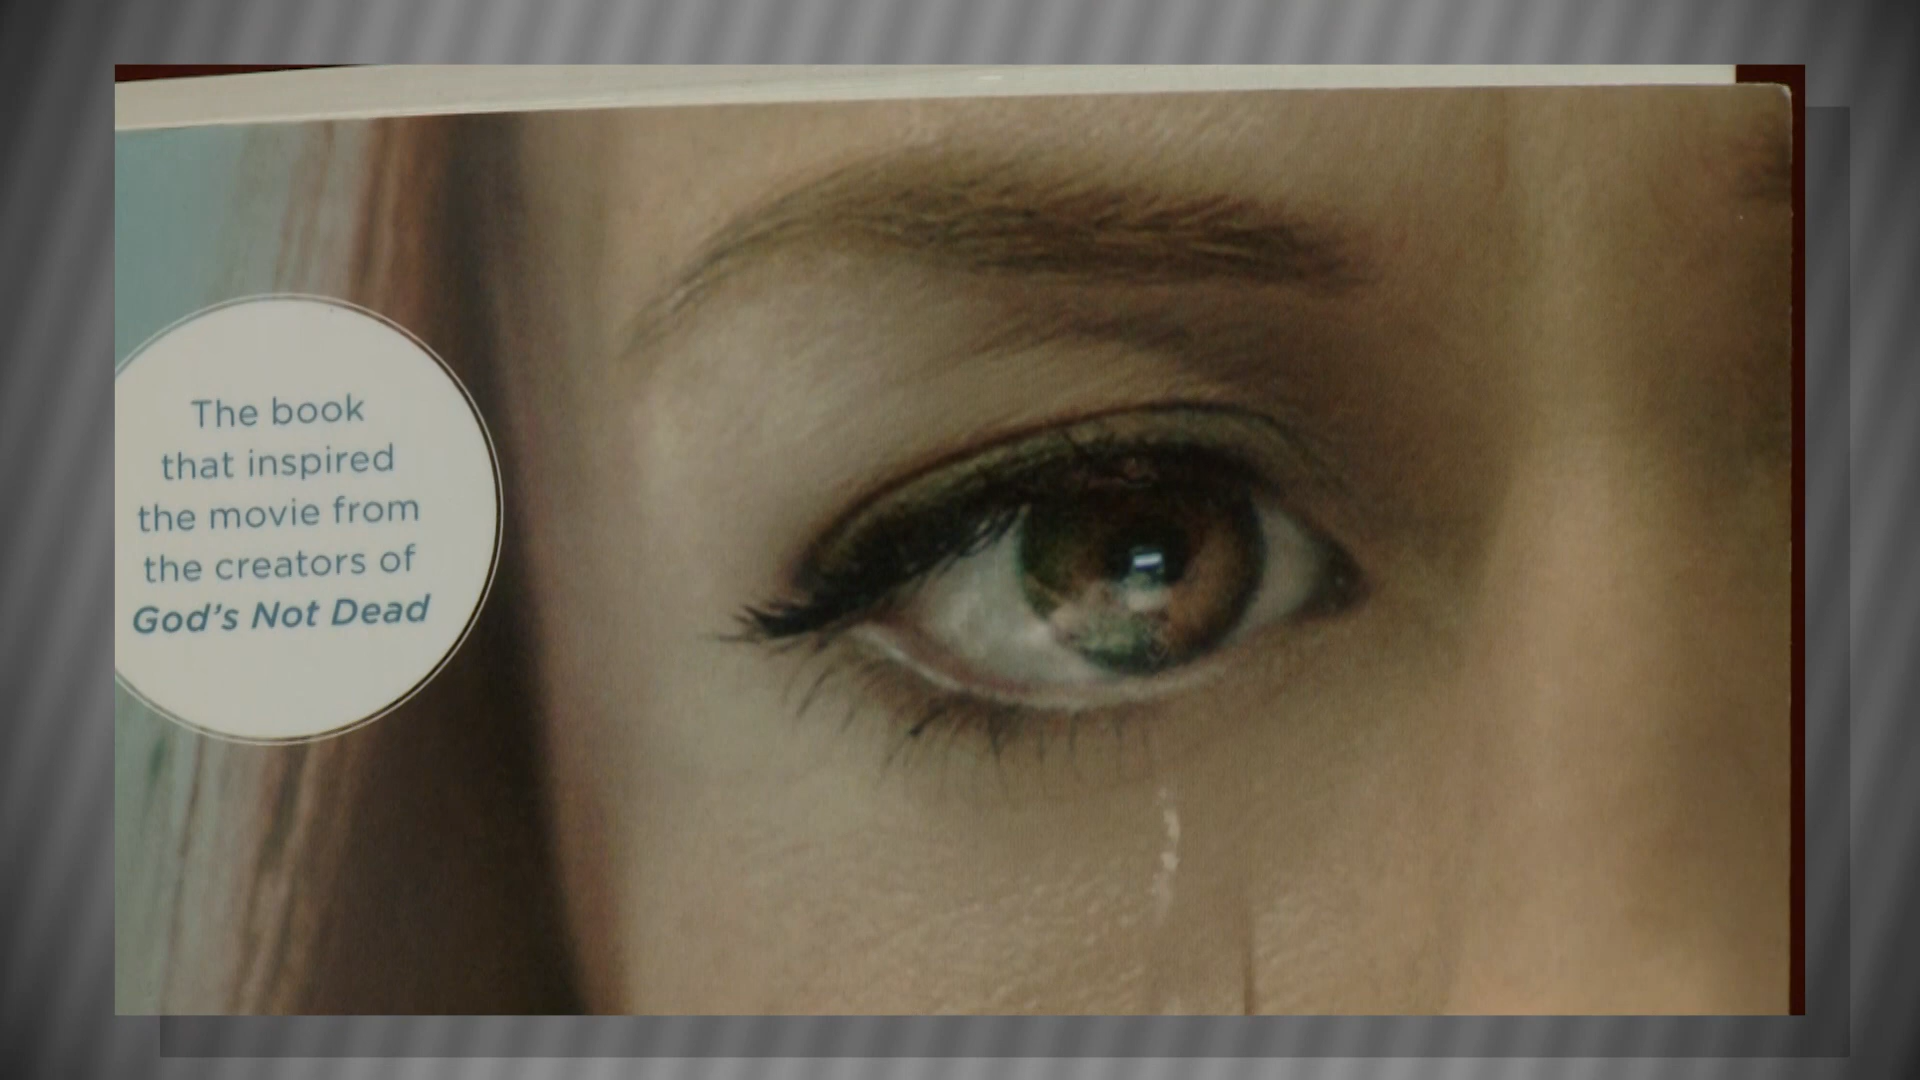 The book
that inspired
the movie from
the creators of
God's Not Dead